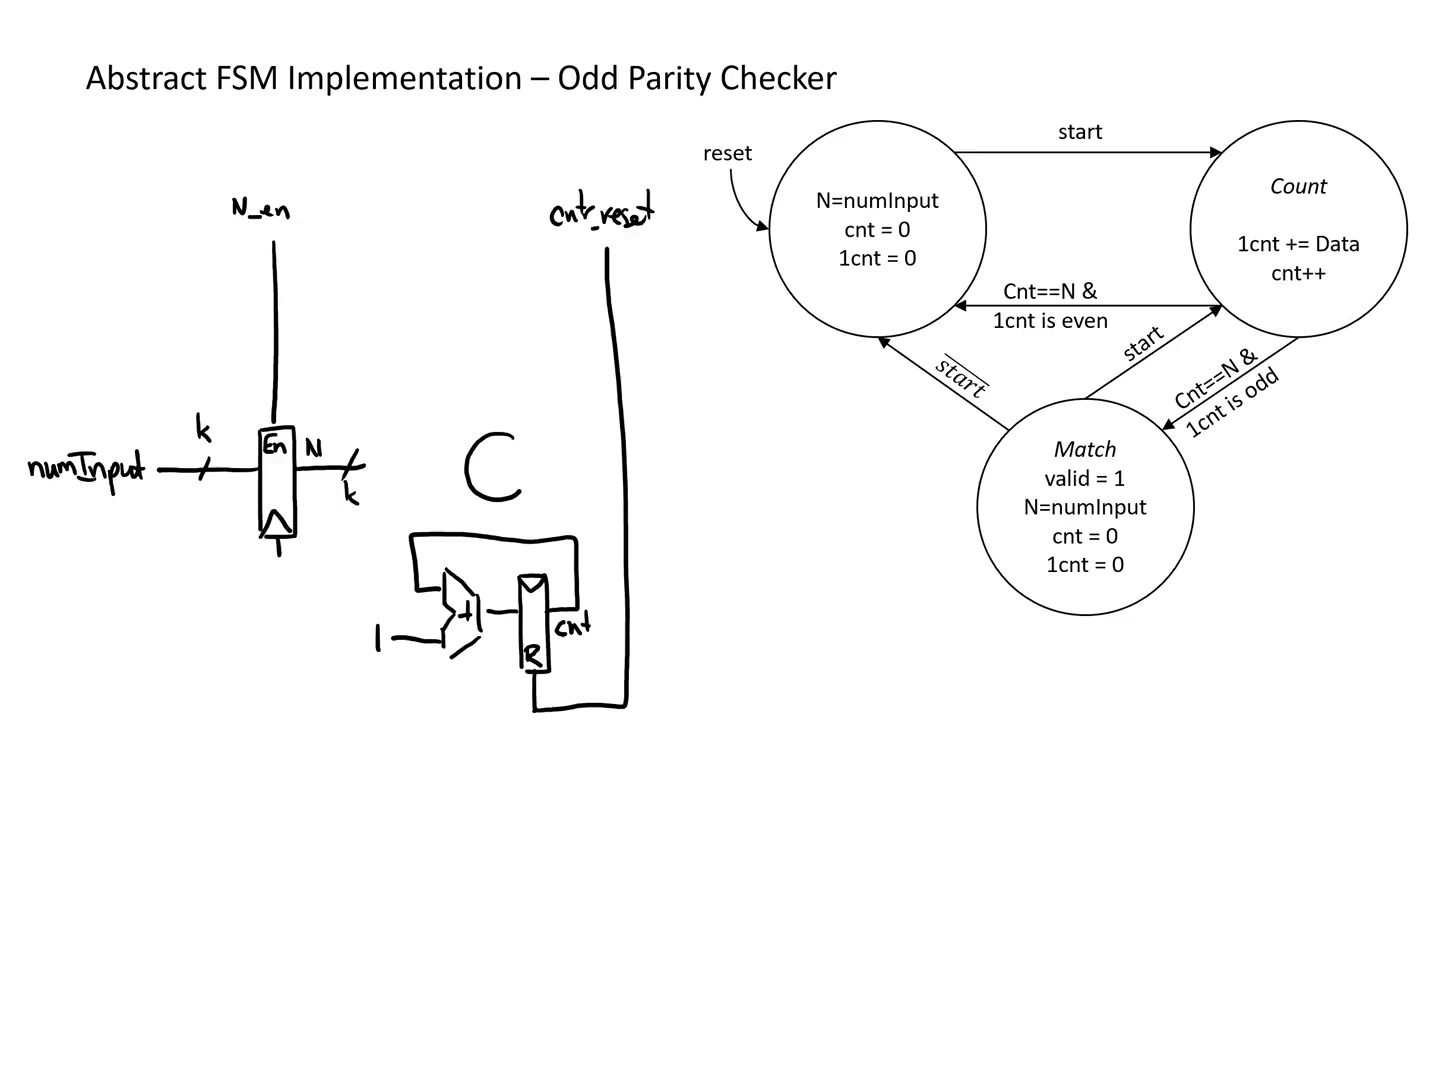 Abstract FSM Implementation – Odd Parity Checker
N_en
cntr_reset
numInput
k
En
N
k
C
+
1
R
cnt
reset
start
N=numInput
cnt = 0
1cnt = 0
Count
1cnt += Data
cnt++
Cnt==N &
1cnt is even
start
start
Cnt==N &
1cnt is odd
Match
valid = 1
N=numInput
cnt = 0
1cnt = 0